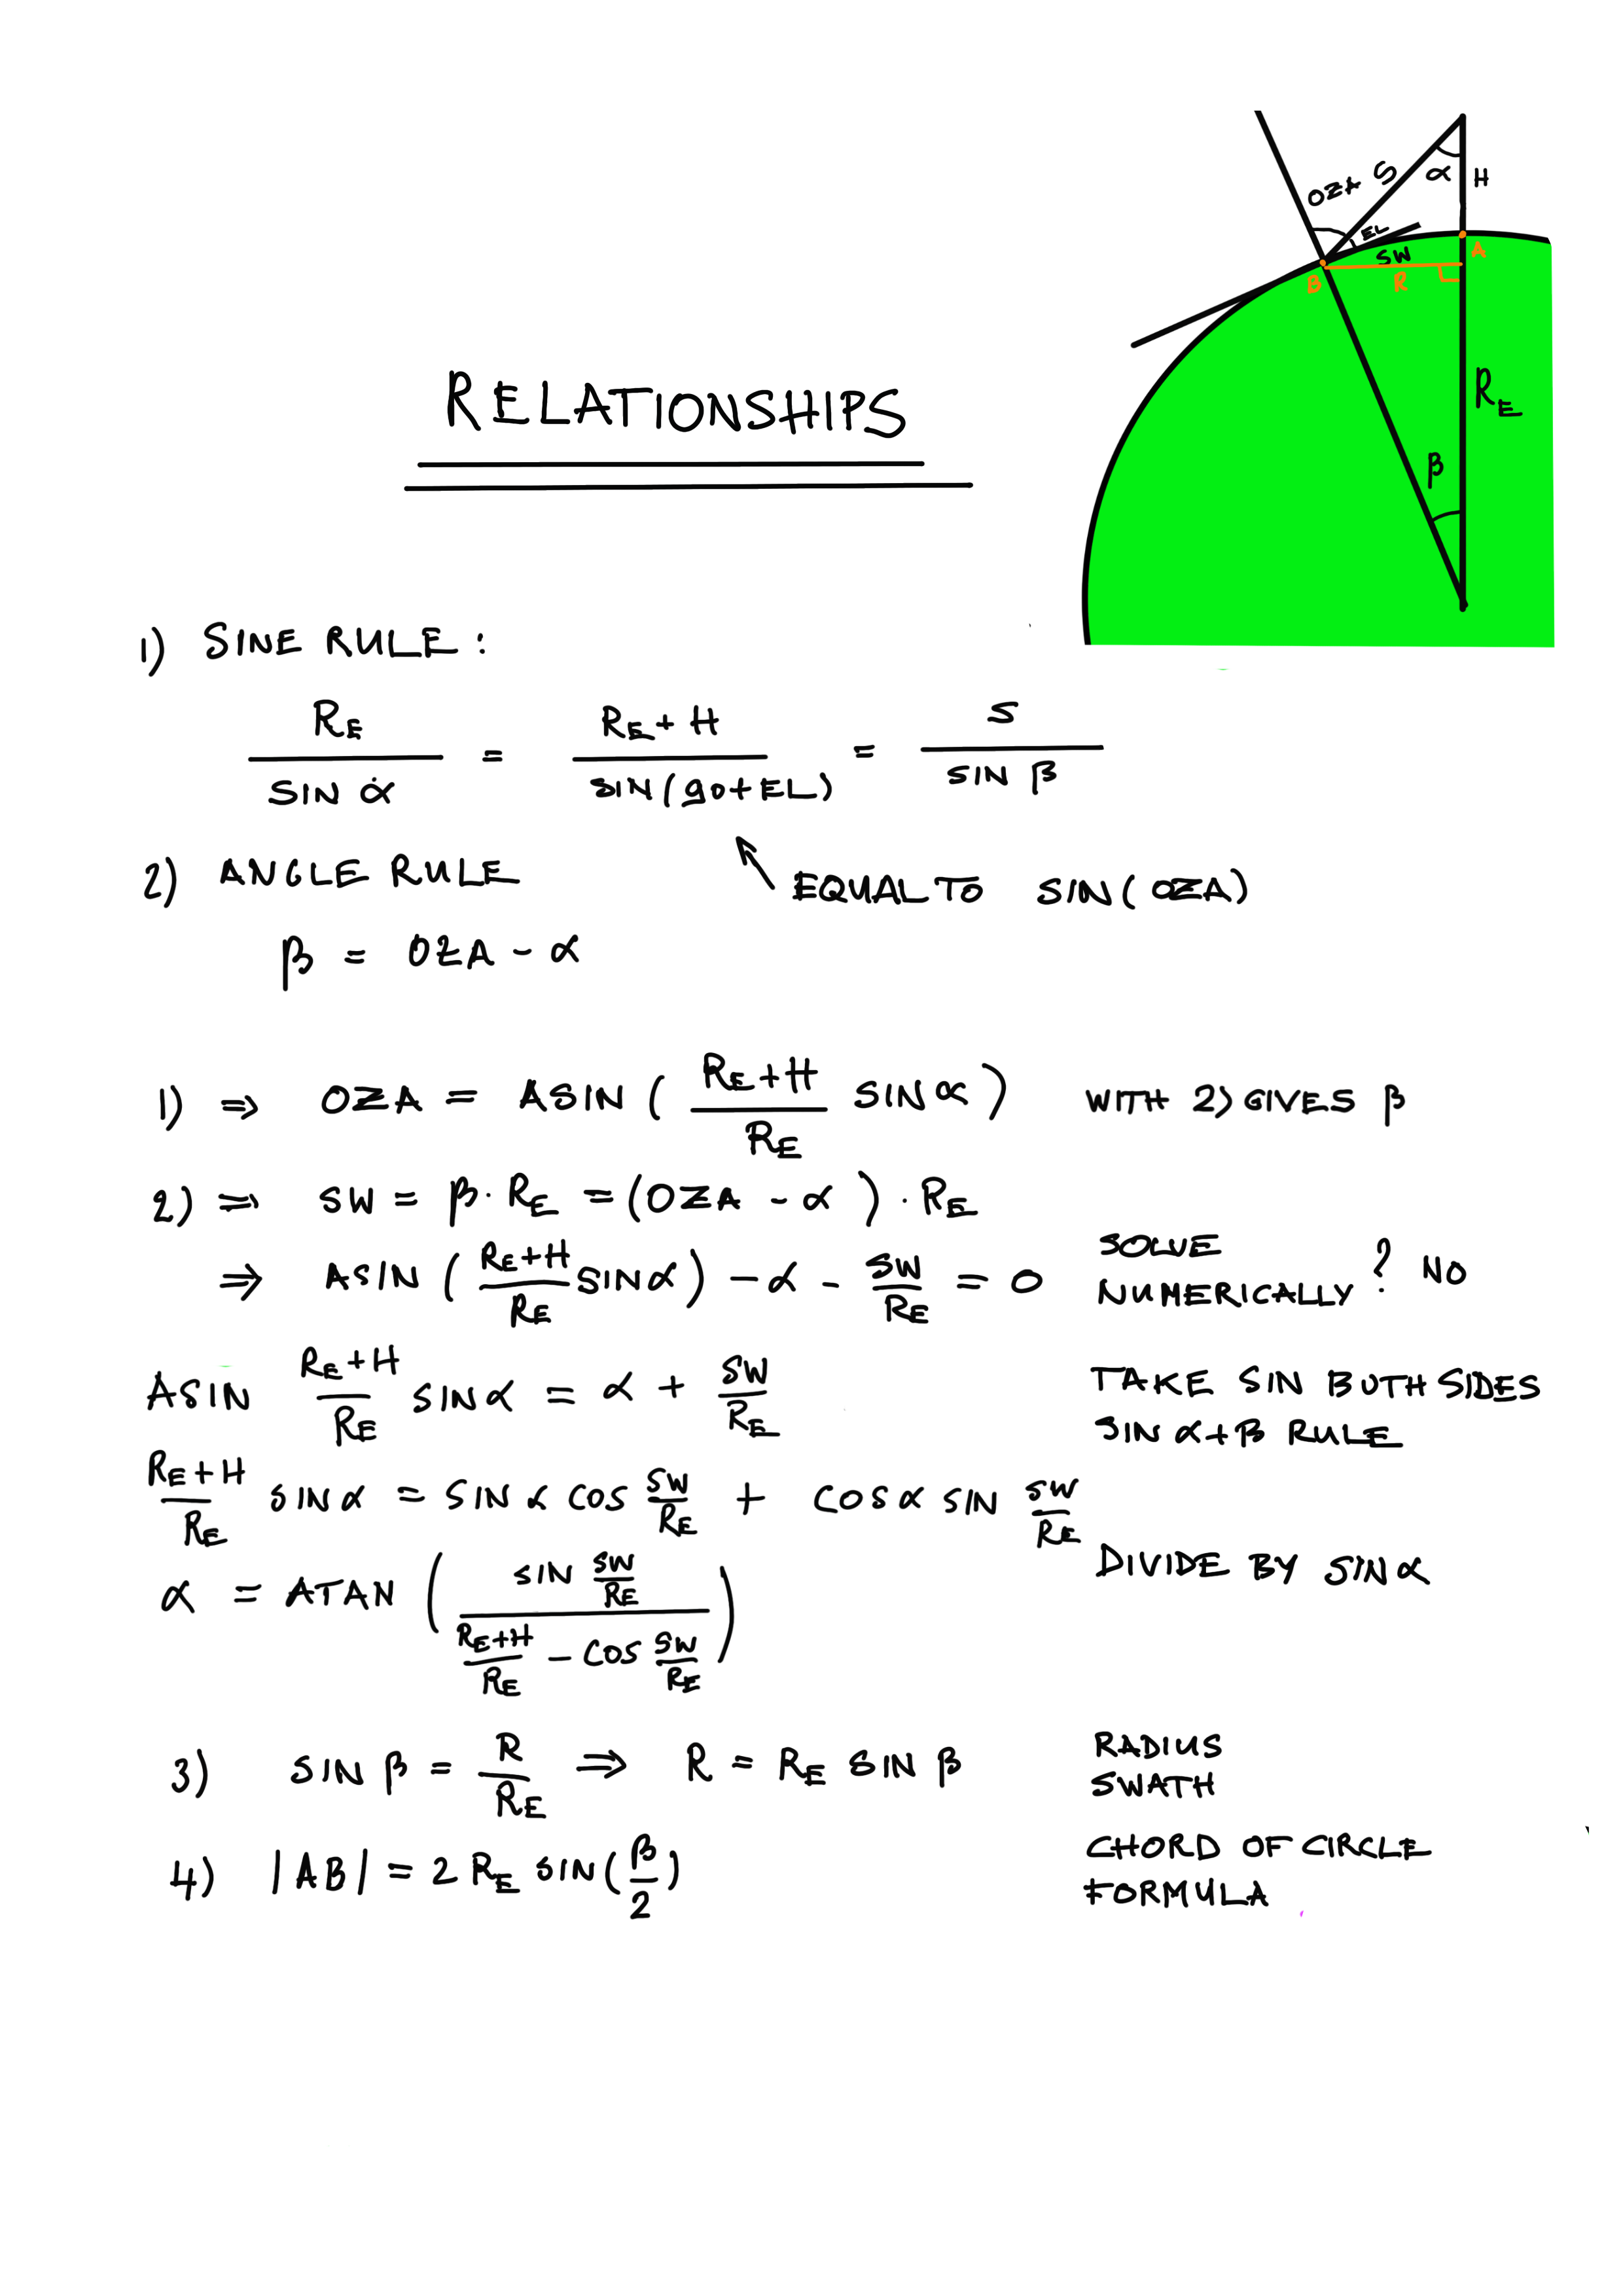 OZA S α H
EL
SW A
B R
RE
β
RELATIONSHIPS
1) SINE RULE :
RE / SIN α = RE + H / SIN(90+EL) = S / SIN β
2) ANGLE RULE
EQUAL TO SIN(OZA)
β = OZA - α
1) ⇒ OZA = ASIN ( RE+H / RE SIN α ) WITH 2) GIVES β
2) ⇒ SW = β · RE = (OZA - α) · RE
⇒ ASIN ( RE+H / RE SIN α ) - α - SW / RE = 0 SOLVE NUMERICALLY ? NO
ASIN RE+H / RE SIN α = α + SW / RE TAKE SIN BOTH SIDES
SIN α+β RULE
RE+H / RE SIN α = SIN α COS SW / RE + COS α SIN SW / RE
DIVIDE BY SIN α
α = ATAN ( SIN SW / RE / RE+H / RE - COS SW / RE )
3) SIN β = R / RE ⇒ R = RE SIN β RADIUS
SWATH
4) |AB| = 2 RE SIN( β / 2 ) CHORD OF CIRCLE
FORMULA